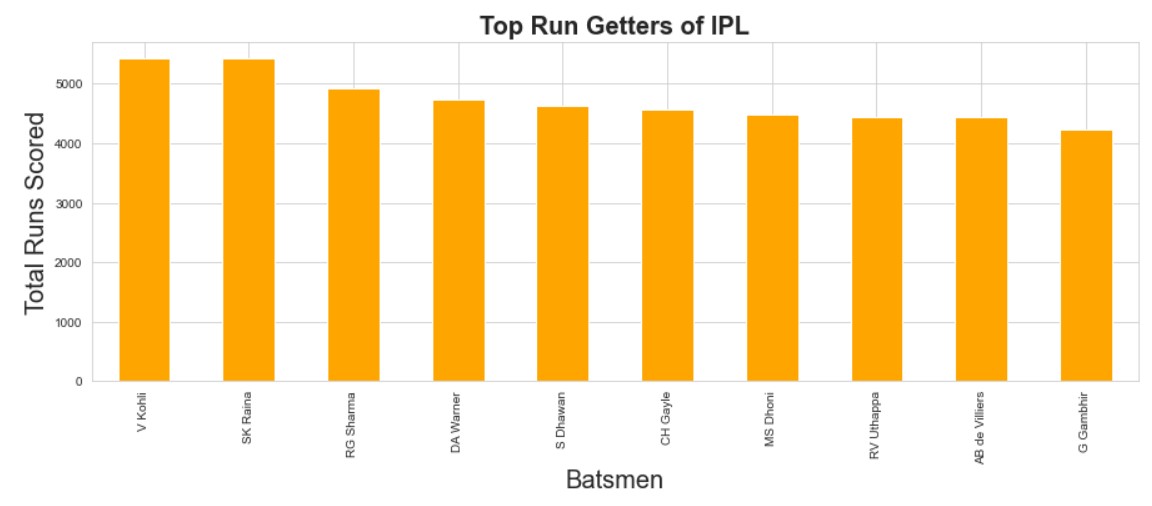 Top Run Getters of IPL
Total Runs Scored
5000
4000
3000
2000
1000
0
V Kohli
SK Raina
RG Sharma
DA Warner
S Dhawan
CH Gayle
MS Dhoni
RV Uthappa
AB de Villiers
G Gambhir
Batsmen